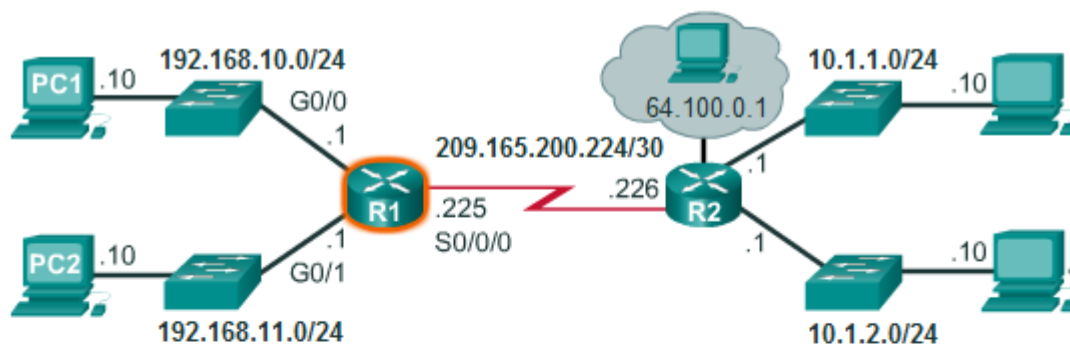 192.168.10.0/24
PC1
.10
G0/0
.1
64.100.0.1
10.1.1.0/24
.10
.1
209.165.200.224/30
R1
.225
S0/0/0
.226
R2
PC2
.10
.1
G0/1
192.168.11.0/24
.1
.10
10.1.2.0/24